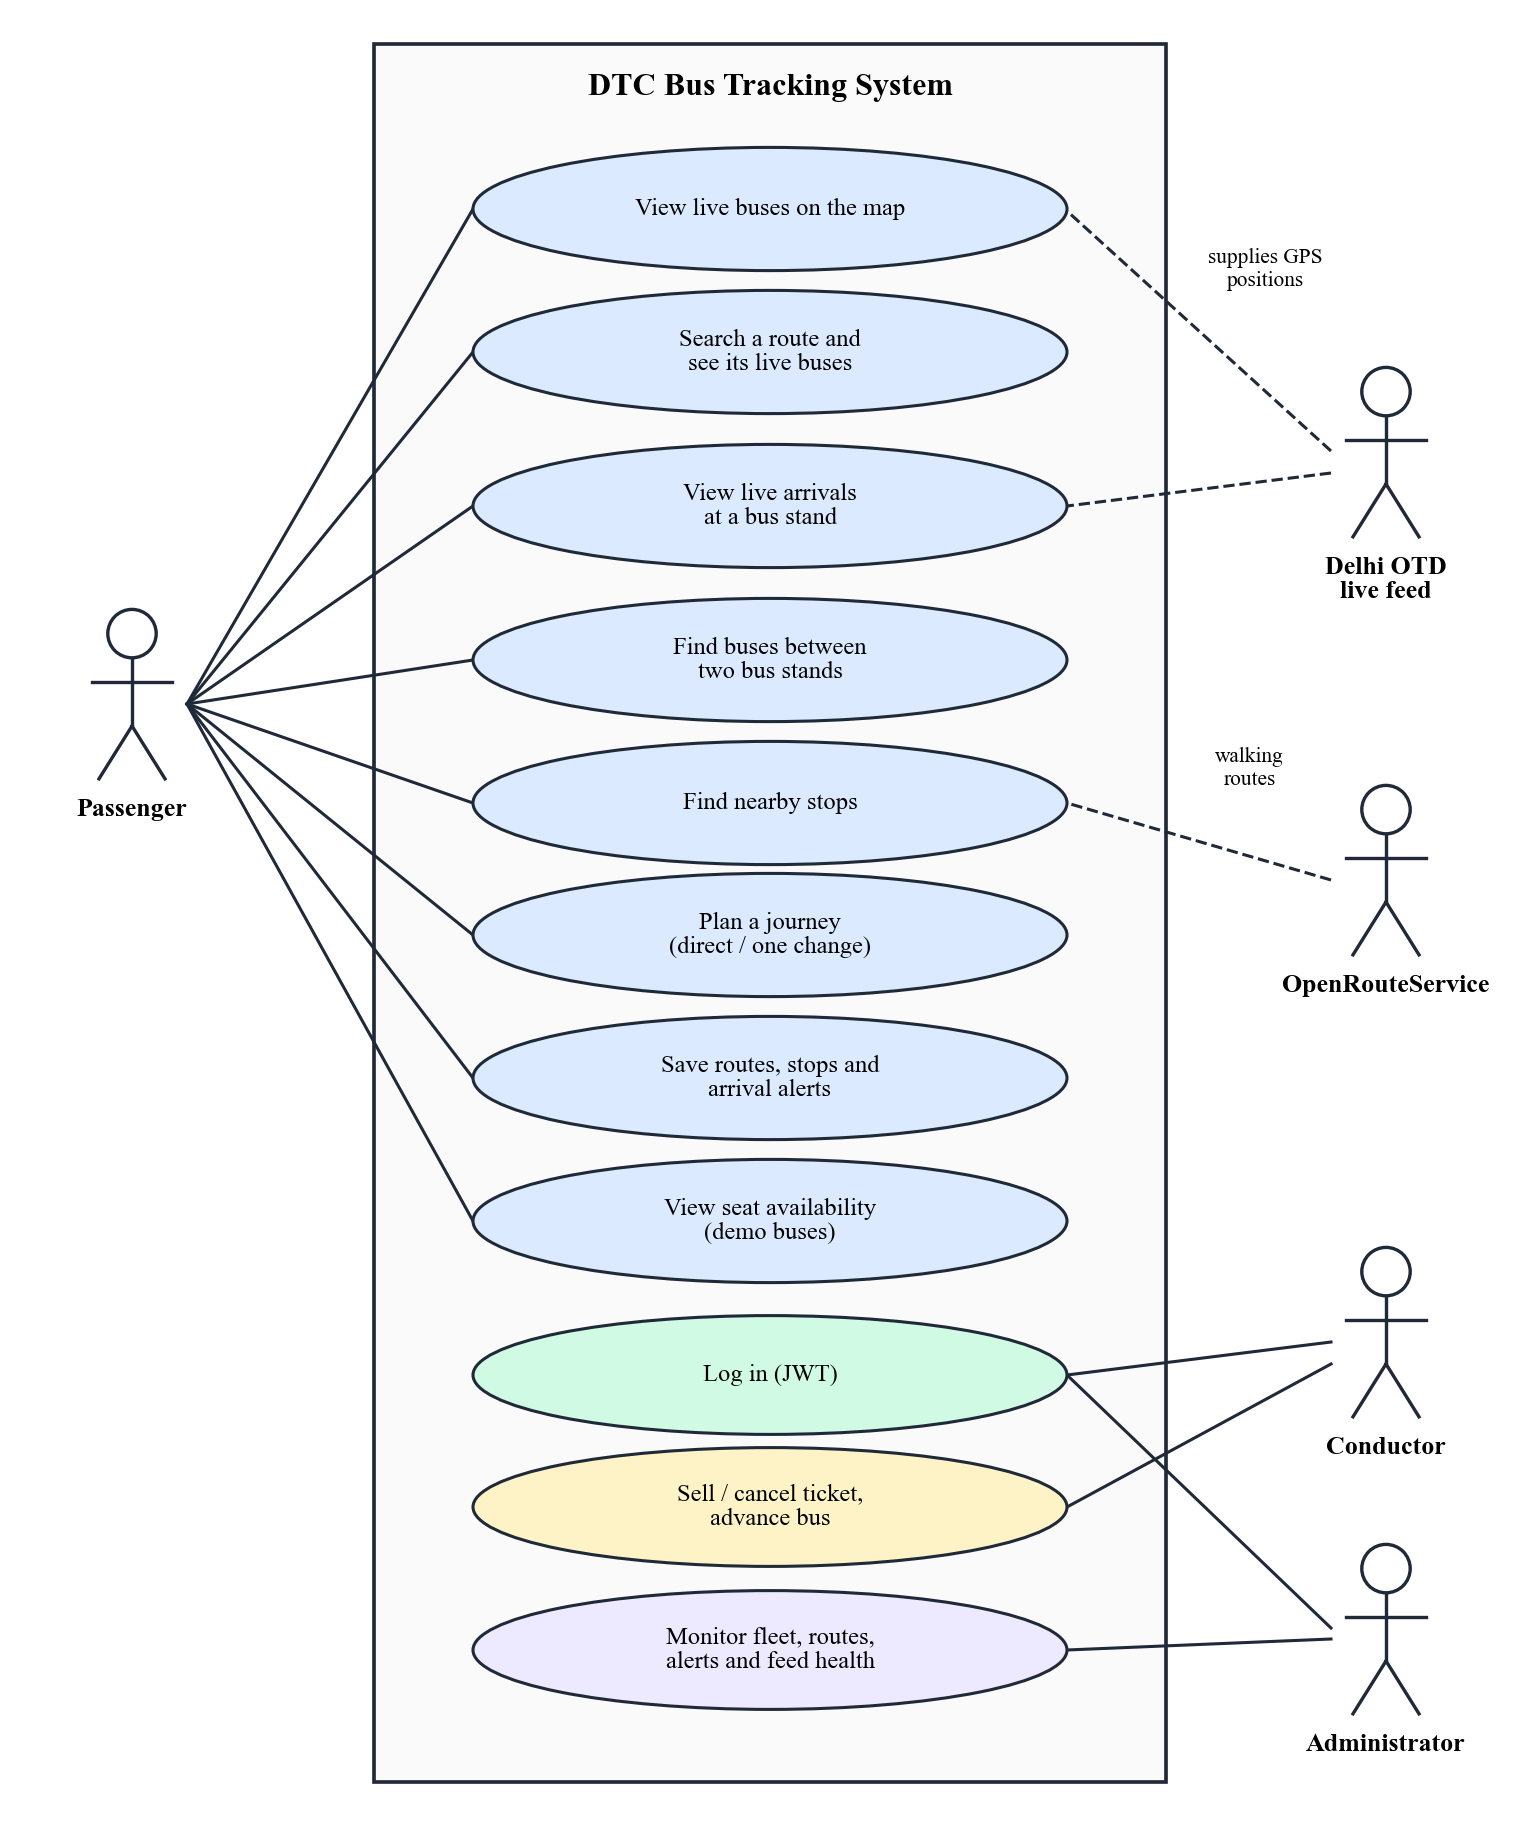 DTC Bus Tracking System
View live buses on the map
supplies GPS
positions
Search a route and
see its live buses
View live arrivals
at a bus stand
Delhi OTD
live feed
Find buses between
two bus stands
Passenger
Find nearby stops
walking
routes
OpenRouteService
Plan a journey
(direct / one change)
Save routes, stops and
arrival alerts
View seat availability
(demo buses)
Log in (JWT)
Conductor
Sell / cancel ticket,
advance bus
Monitor fleet, routes,
alerts and feed health
Administrator